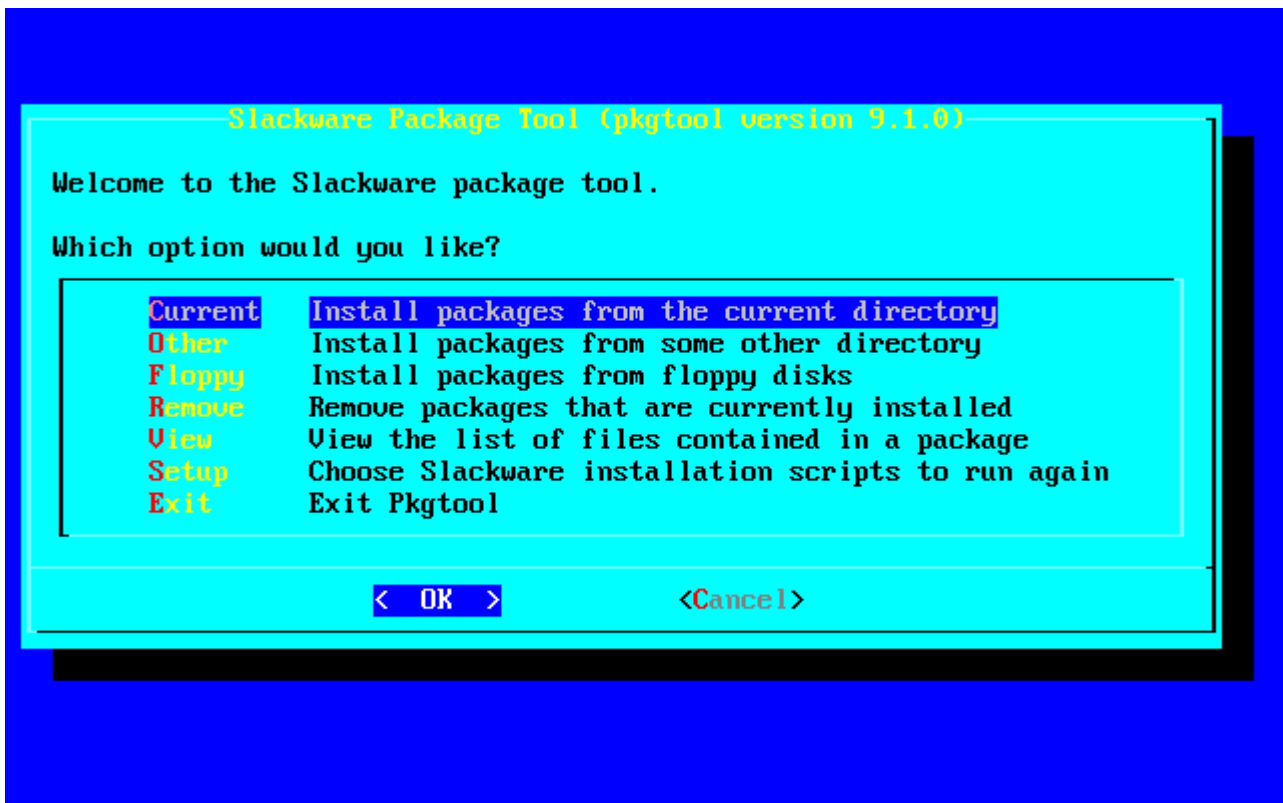 Slackware Package Tool (pkgtool version 9.1.0)
Welcome to the Slackware package tool.
Which option would you like?
Current Install packages from the current directory
Other Install packages from some other directory
Floppy Install packages from floppy disks
Remove Remove packages that are currently installed
View View the list of files contained in a package
Setup Choose Slackware installation scripts to run again
Exit Exit Pkgtool
< OK > <Cancel>